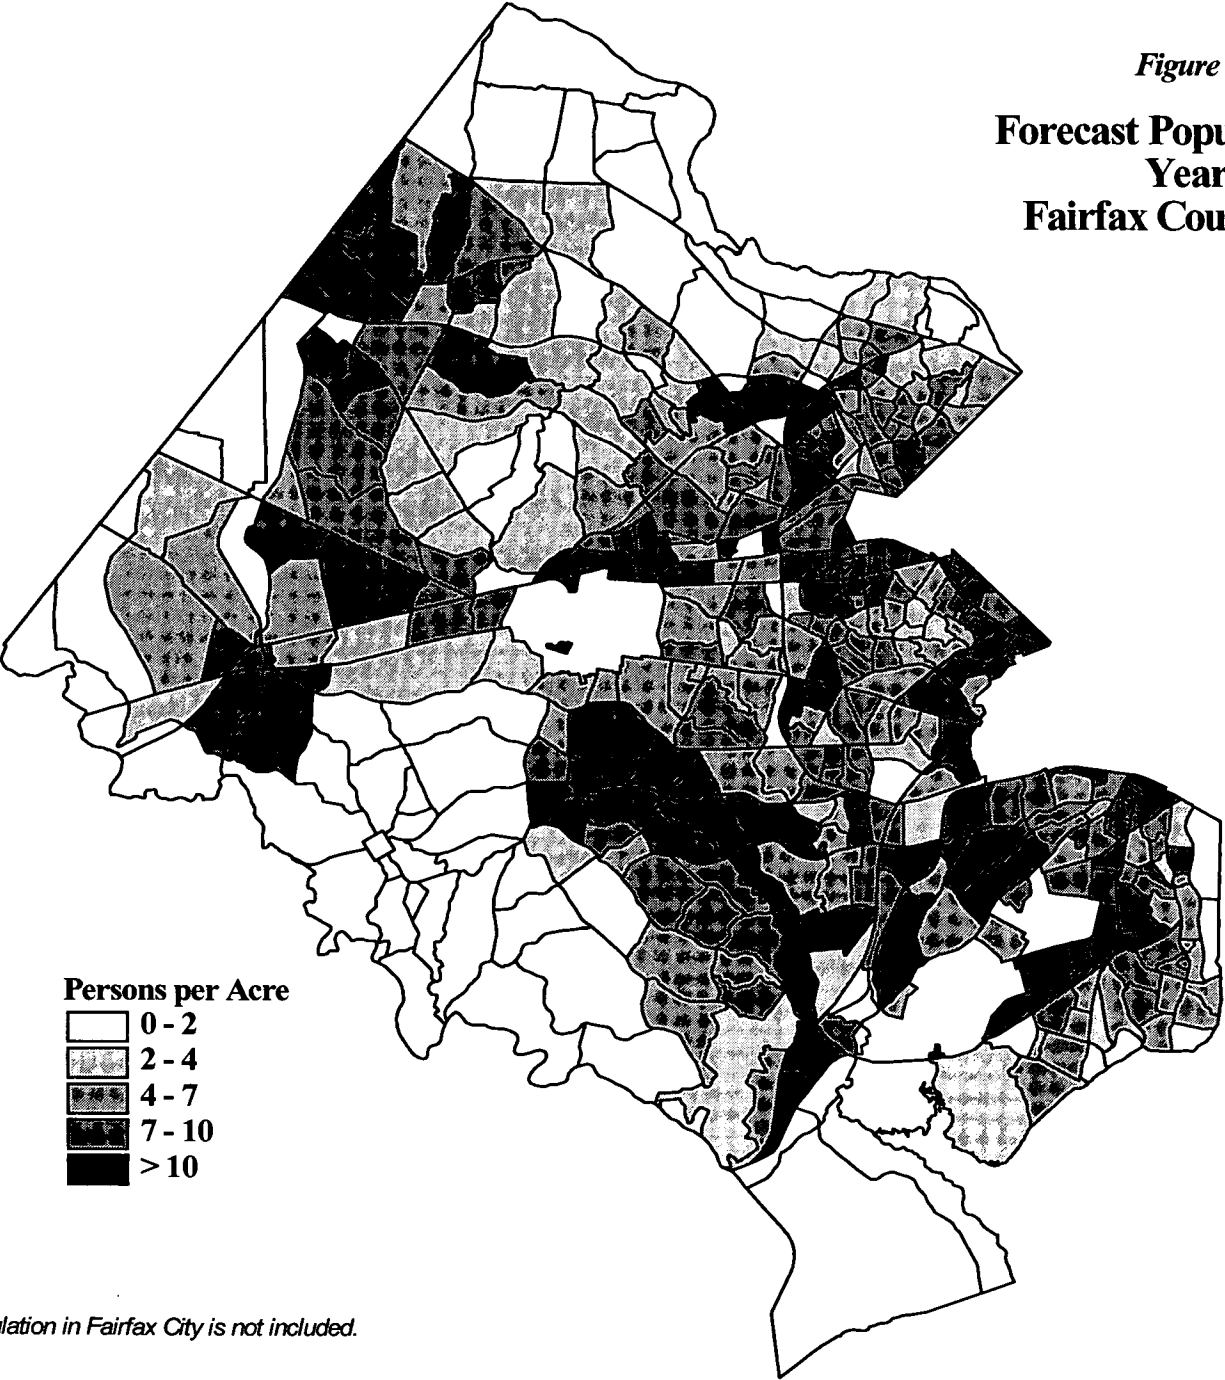 Figure
Forecast Popu
Year
Fairfax Cou
Persons per Acre
0 - 2
2 - 4
4 - 7
7 - 10
> 10
lation in Fairfax City is not included.